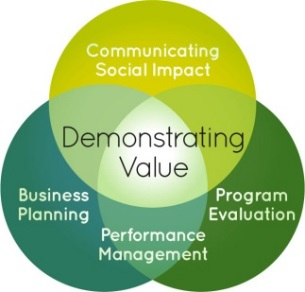 Communicating
Social Impact
Demonstrating
Value
Business
Planning
Program
Evaluation
Performance
Management